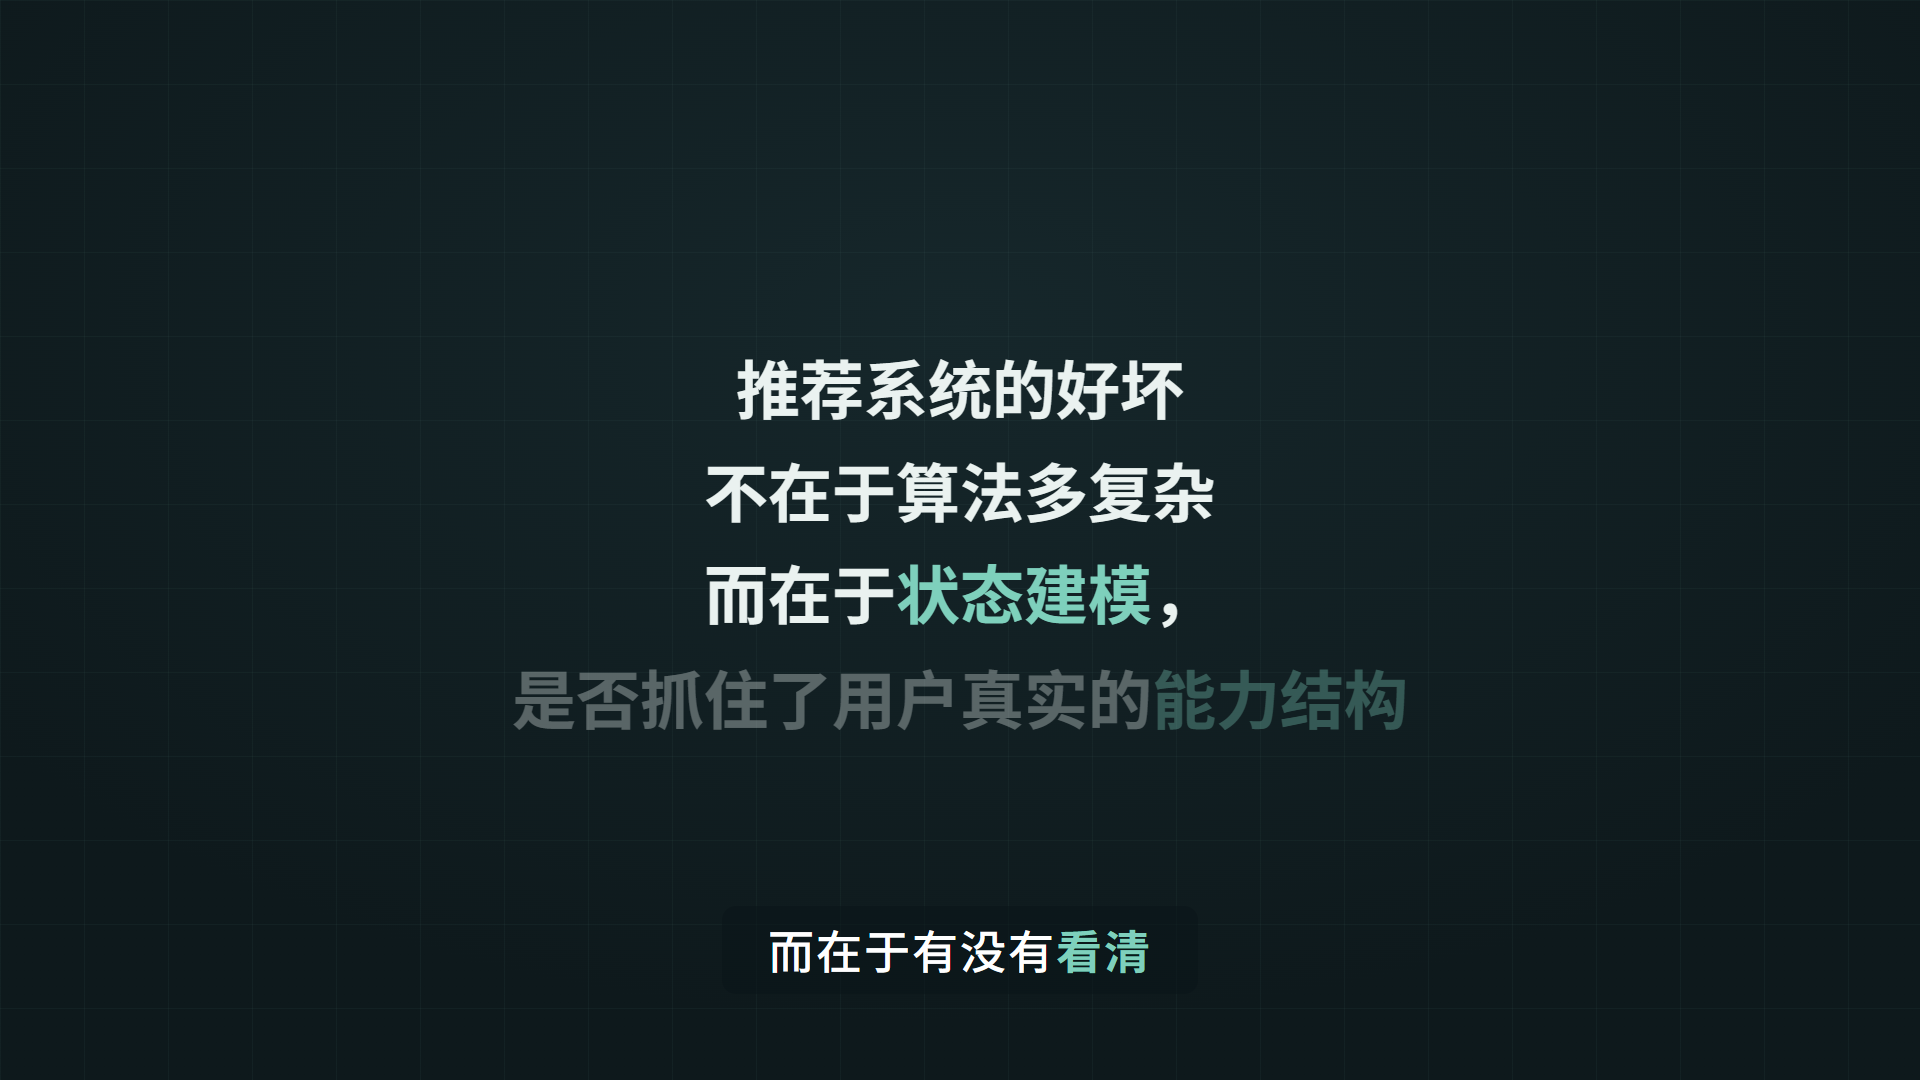 推荐系统的好坏
不在于算法多复杂
而在于状态建模，
是否抓住了用户真实的能力结构
而在于有没有看清